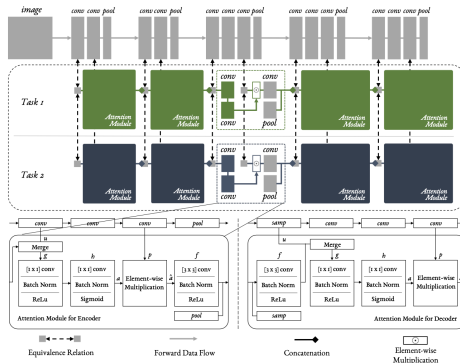 image
conv conv pool
conv conv pool
conv conv conv pool
conv conv conv pool
conv conv conv pool
Task 1
Attention Module
Attention Module
conv
conv
conv
pool
Attention Module
Attention Module
Task 2
Attention Module
Attention Module
conv
conv
conv
pool
Attention Module
Attention Module
conv conv conv pool
u
Merge
p
g
h
f
[1 x 1] conv
Batch Norm
ReLu
[1 x 1] conv
Batch Norm
Sigmoid
a
Element-wise
Multiplication
â
[3 x 3] conv
Batch Norm
ReLu
pool
Attention Module for Encoder
samp conv conv conv
u
Merge
p
f
g
h
[3 x 3] conv
Batch Norm
ReLu
samp
[1 x 1] conv
Batch Norm
ReLu
[1 x 1] conv
Batch Norm
Sigmoid
a
Element-wise
Multiplication
Attention Module for Decoder
Equivalence Relation
Forward Data Flow
Concatenation
Element-wise
Multiplication